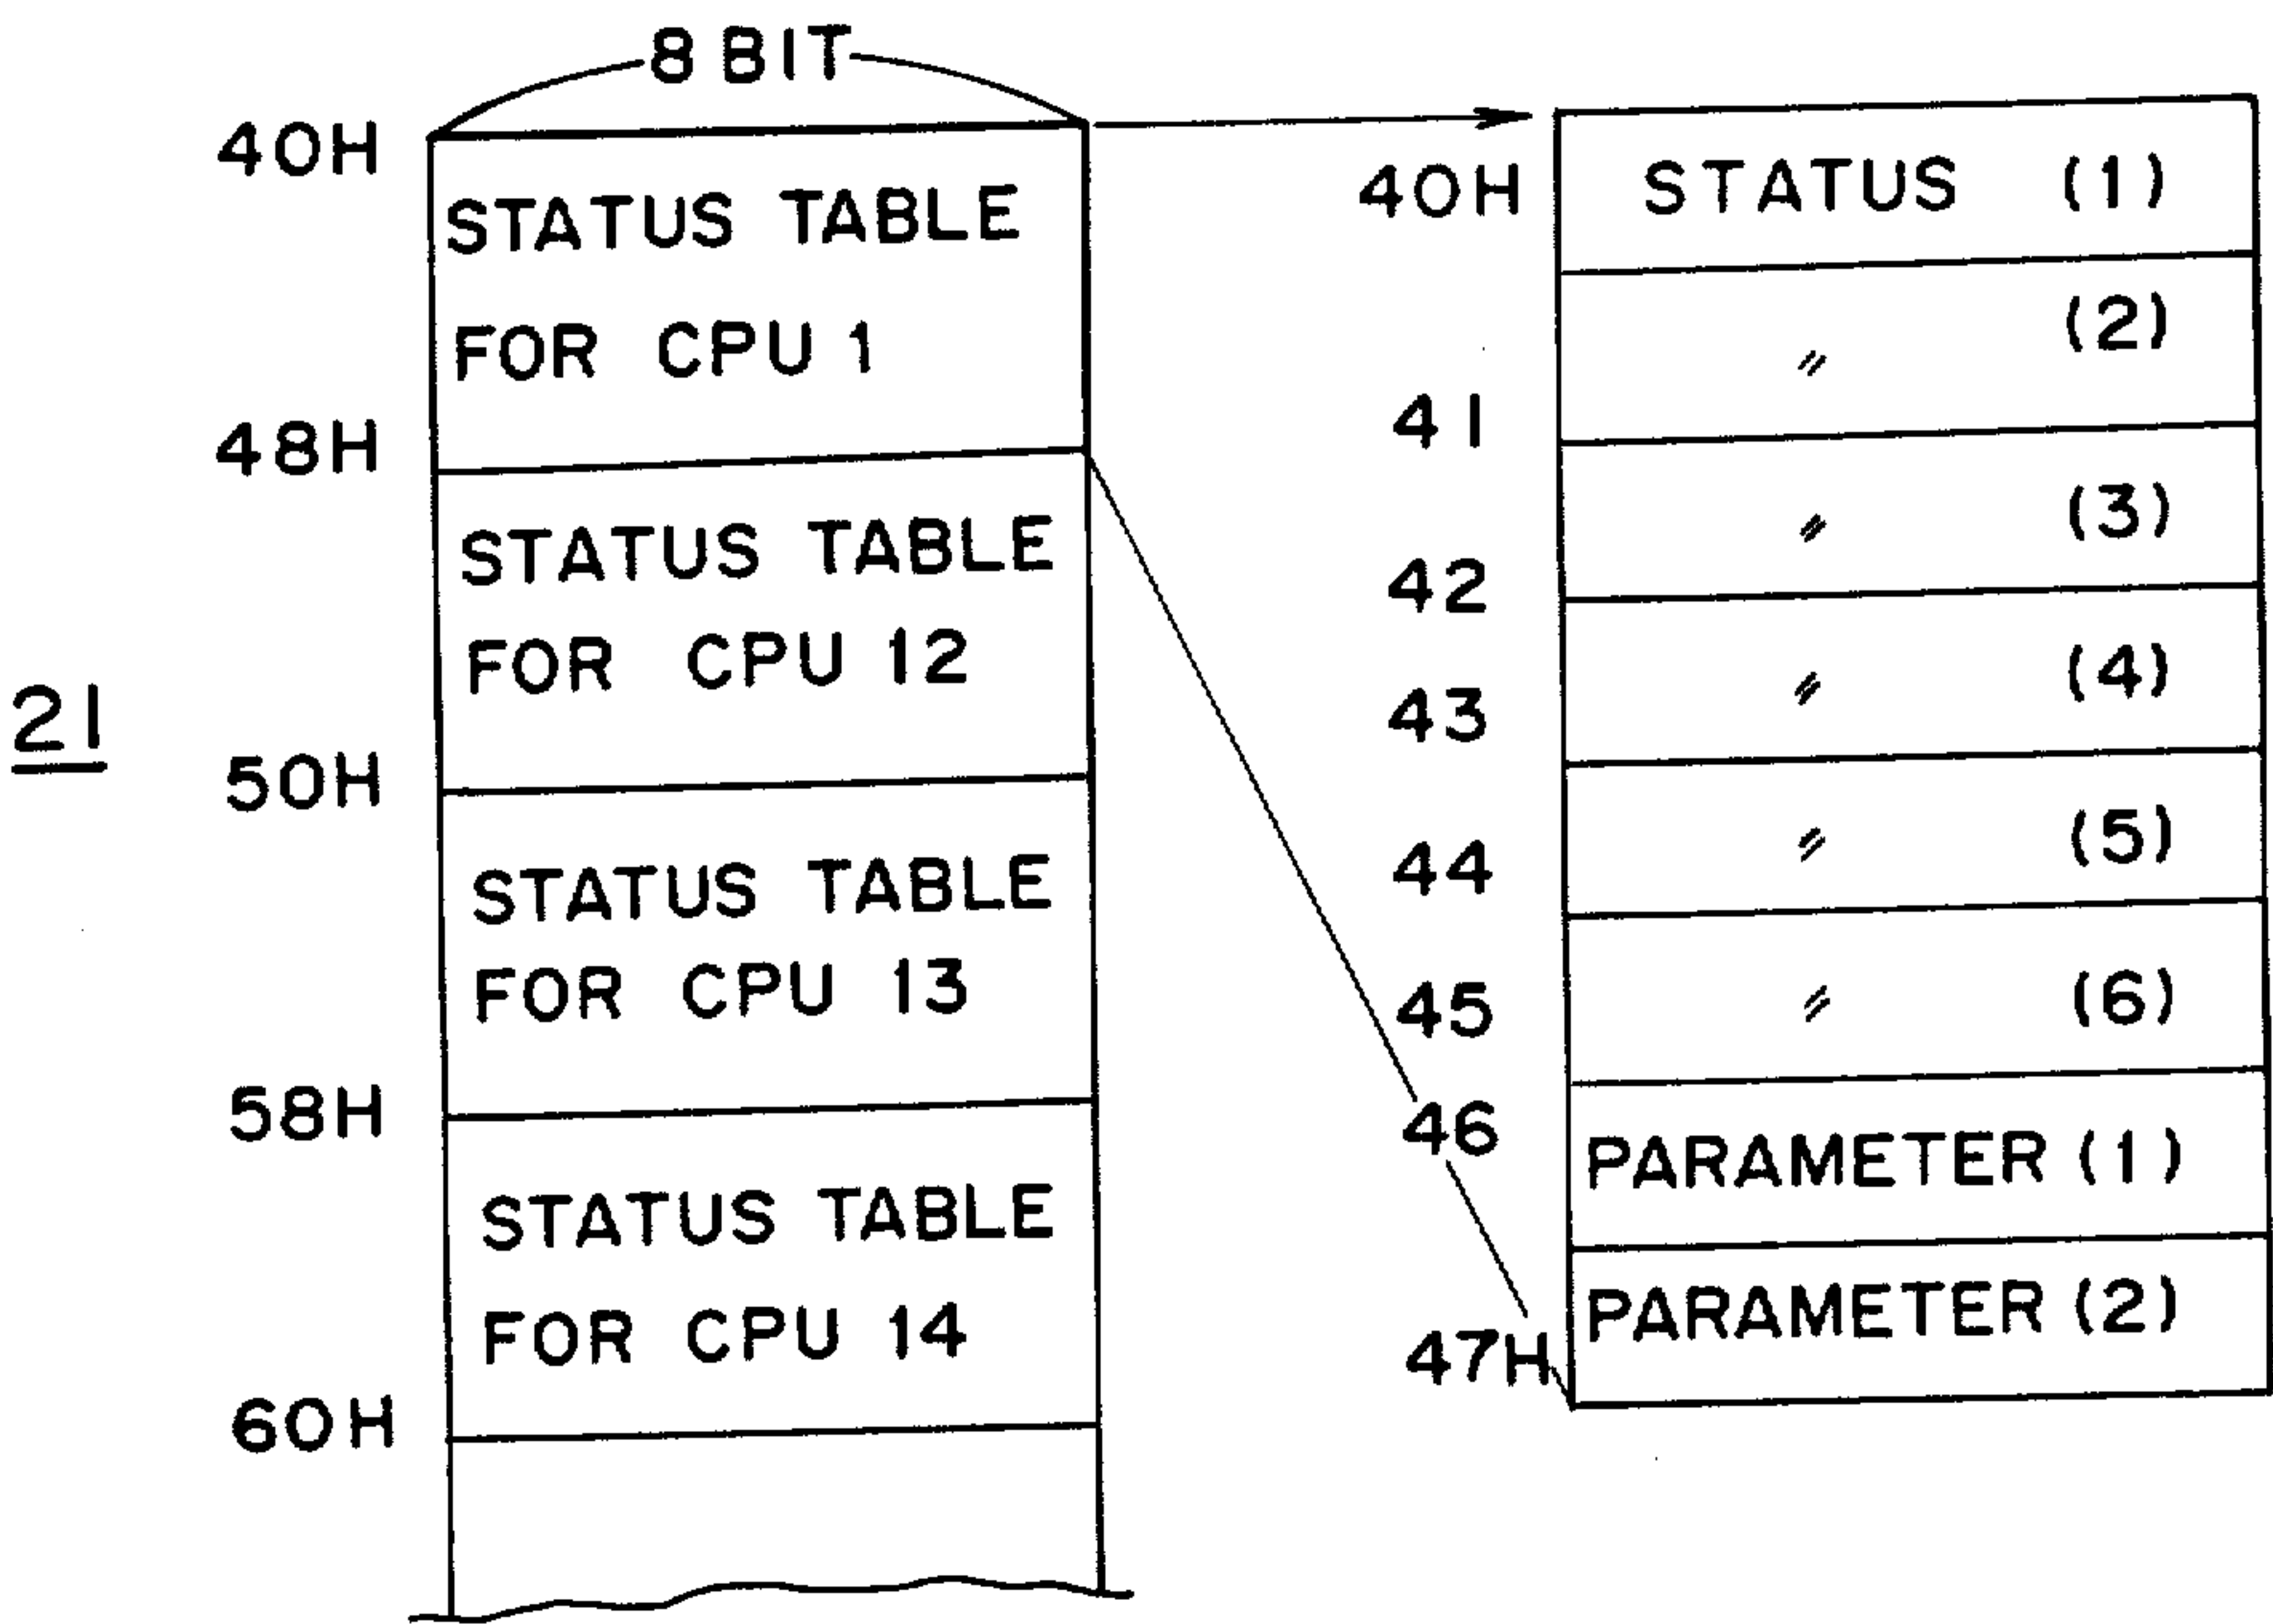 8 BIT
40H
STATUS TABLE
FOR CPU 1
48H
STATUS TABLE
FOR CPU 12
50H
STATUS TABLE
FOR CPU 13
58H
STATUS TABLE
FOR CPU 14
60H
21
40H
STATUS (1)
41
〃 (2)
42
〃 (3)
43
〃 (4)
44
〃 (5)
45
〃 (6)
46
PARAMETER (1)
47H
PARAMETER (2)